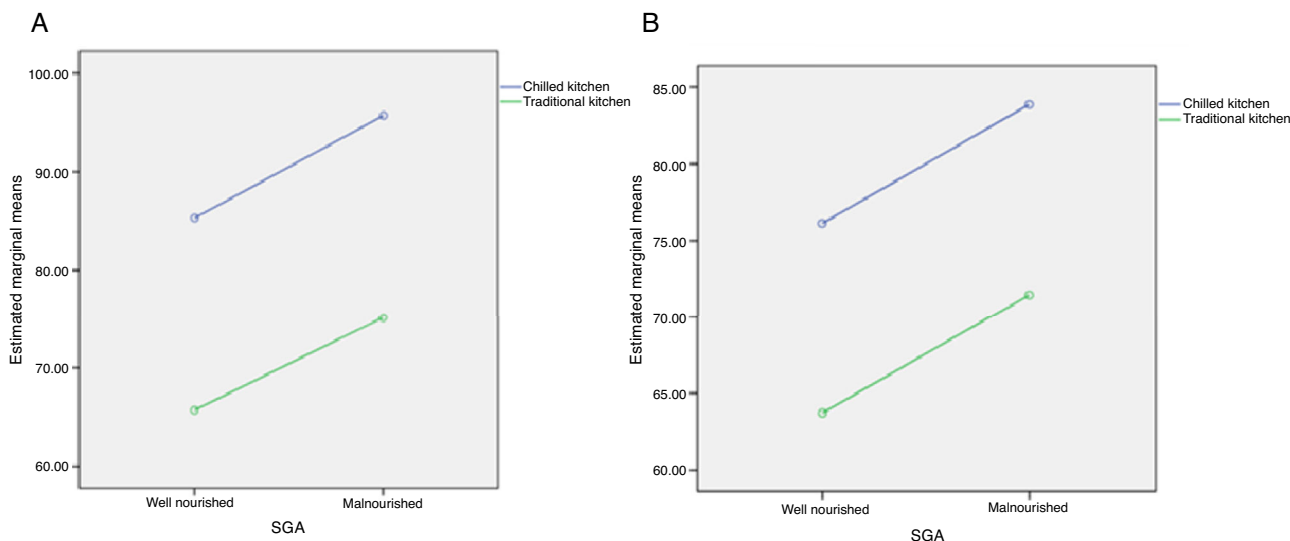 A
Estimated marginal means
100.00
90.00
80.00
70.00
60.00
Well nourished
Malnourished
SGA
Chilled kitchen
Traditional kitchen
B
Estimated marginal means
85.00
80.00
75.00
70.00
65.00
60.00
Well nourished
Malnourished
SGA
Chilled kitchen
Traditional kitchen